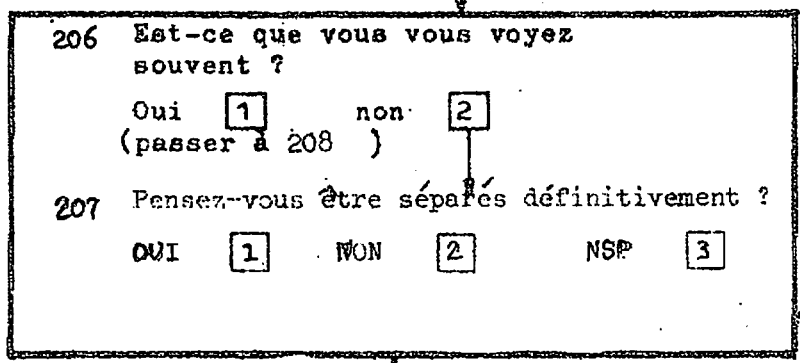 206 Est-ce que vous vous voyez
souvent ?
Oui 1 non 2
(passer à 208 )
207 Pensez-vous être séparés définitivement ?
OUI 1 NON 2 NSP 3